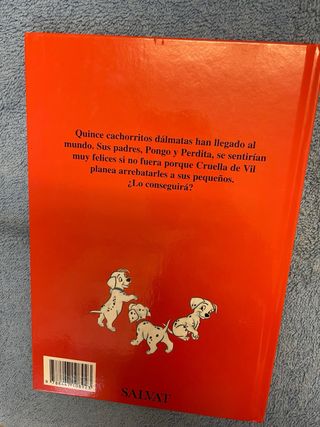 Quince cachorritos dálmatas han llegado al
mundo. Sus padres, Pongo y Perdita, se sentirían
muy felices si no fuera porque Cruella de Vil
planea arrebatarles a sus pequeños.
¿Lo conseguirá?
SALVAT